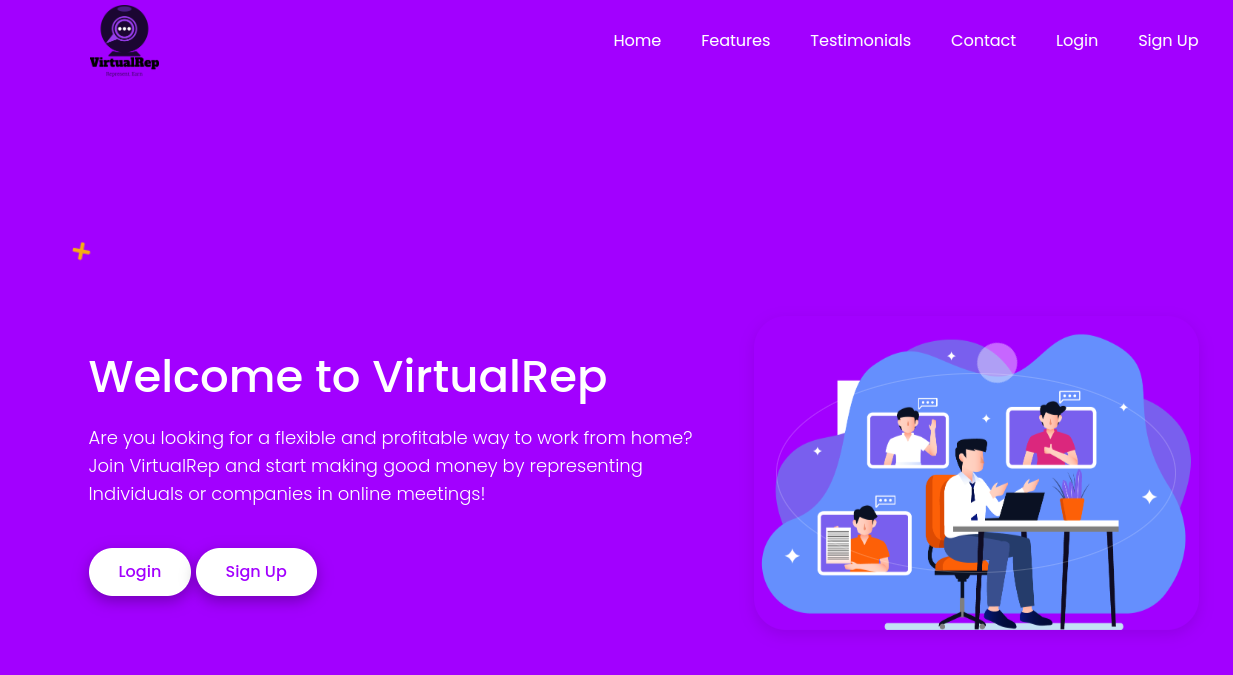 VirtualRep
Home
Features
Testimonials
Contact
Login
Sign Up
Welcome to VirtualRep
Are you looking for a flexible and profitable way to work from home?
Join VirtualRep and start making good money by representing
Individuals or companies in online meetings!
Login
Sign Up